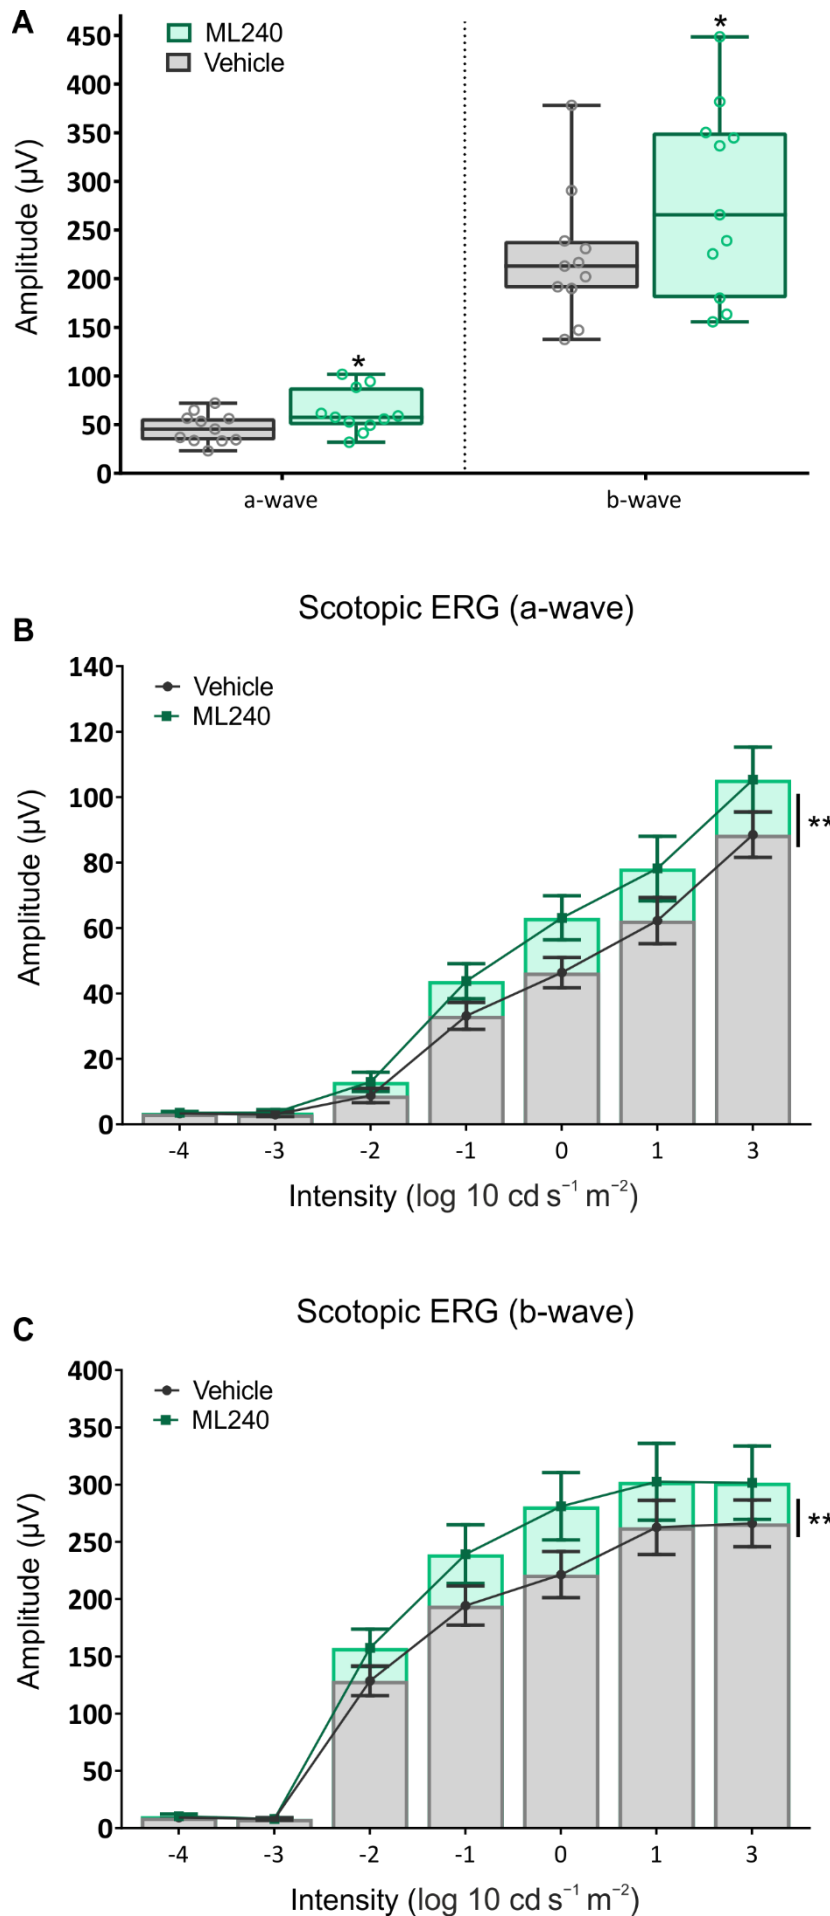 A
ML240
Vehicle
*
*
450
400
350
300
250
200
150
100
50
0
Amplitude (µV)
a-wave
b-wave
B
Scotopic ERG (a-wave)
Vehicle
ML240
140
120
100
80
60
40
20
0
Amplitude (µV)
**
-4 -3 -2 -1 0 1 3
Intensity (log 10 cd s⁻¹ m⁻²)
C
Scotopic ERG (b-wave)
Vehicle
ML240
400
350
300
250
200
150
100
50
0
Amplitude (µV)
**
-4 -3 -2 -1 0 1 3
Intensity (log 10 cd s⁻¹ m⁻²)